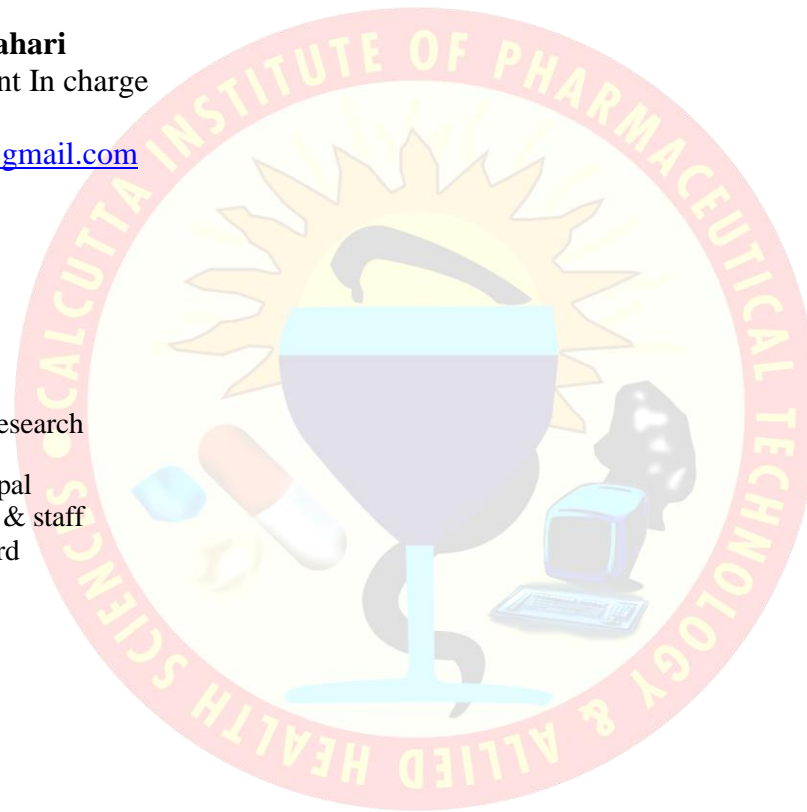 ahari
nt In charge
gmail.com
esearch
pal
& staff
rd
CALCUTTA INSTITUTE OF PHARMACEUTICAL TECHNOLOGY & ALLIED HEALTH SCIENCES